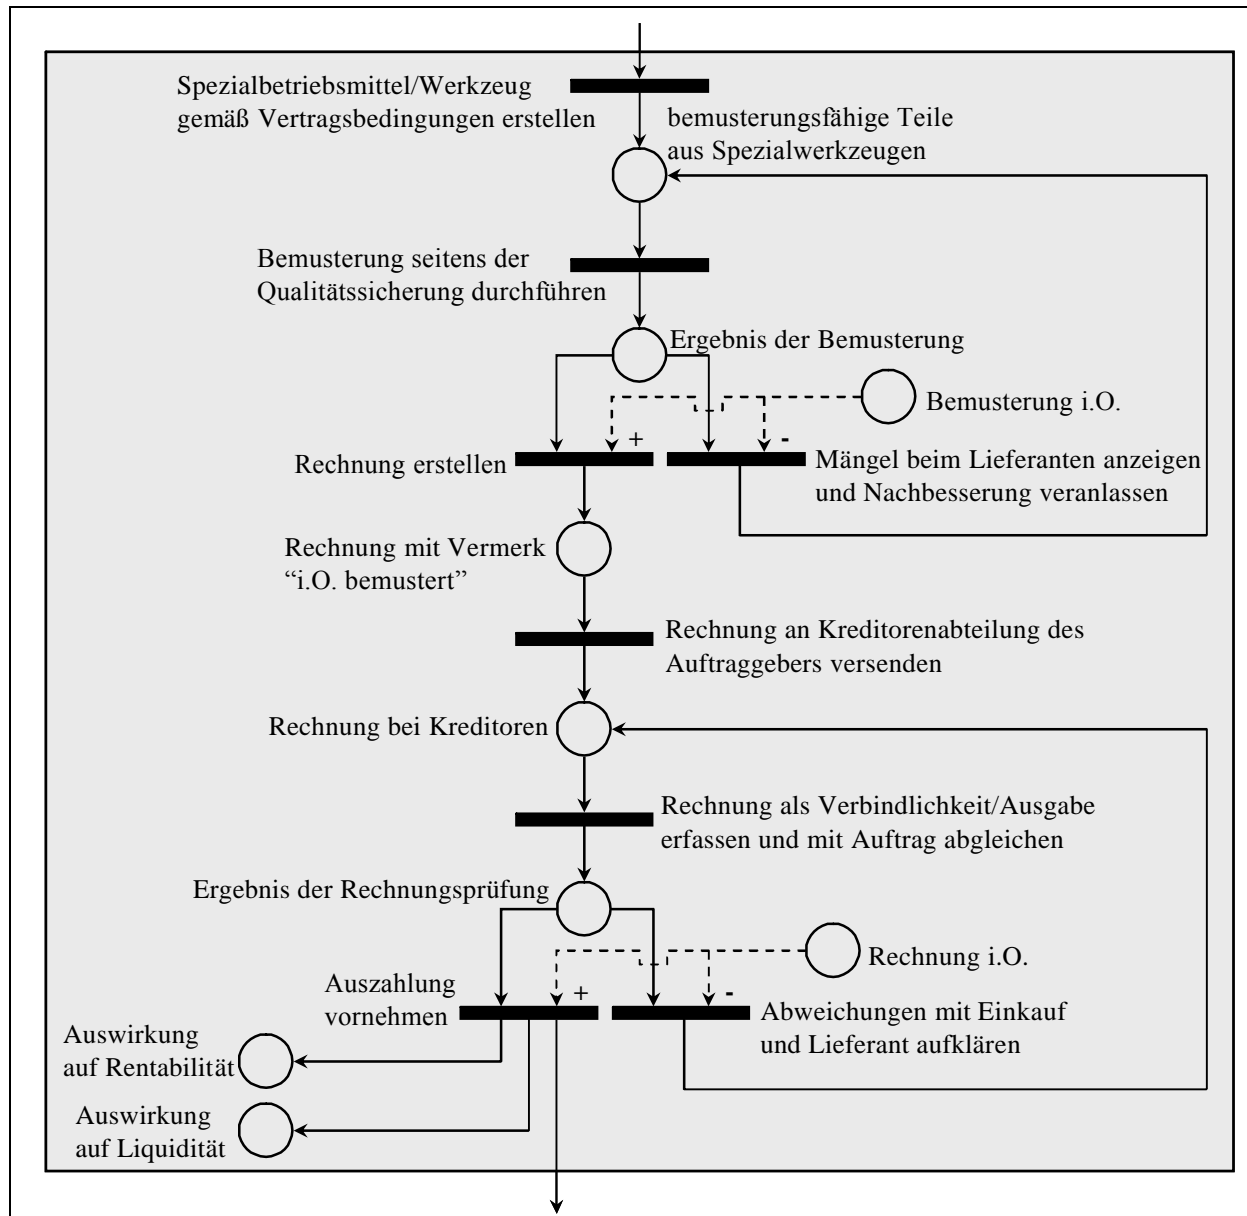 Spezialbetriebsmittel/Werkzeug
gemäß Vertragsbedingungen erstellen
bemusterungsfähige Teile
aus Spezialwerkzeugen
Bemusterung seitens der
Qualitätssicherung durchführen
Ergebnis der Bemusterung
Bemusterung i.O.
+
-
Rechnung erstellen
Mängel beim Lieferanten anzeigen
und Nachbesserung veranlassen
Rechnung mit Vermerk
“i.O. bemustert”
Rechnung an Kreditorenabteilung des
Auftraggebers versenden
Rechnung bei Kreditoren
Rechnung als Verbindlichkeit/Ausgabe
erfassen und mit Auftrag abgleichen
Ergebnis der Rechnungsprüfung
Rechnung i.O.
+
-
Auszahlung
vornehmen
Abweichungen mit Einkauf
und Lieferant aufklären
Auswirkung
auf Rentabilität
Auswirkung
auf Liquidität